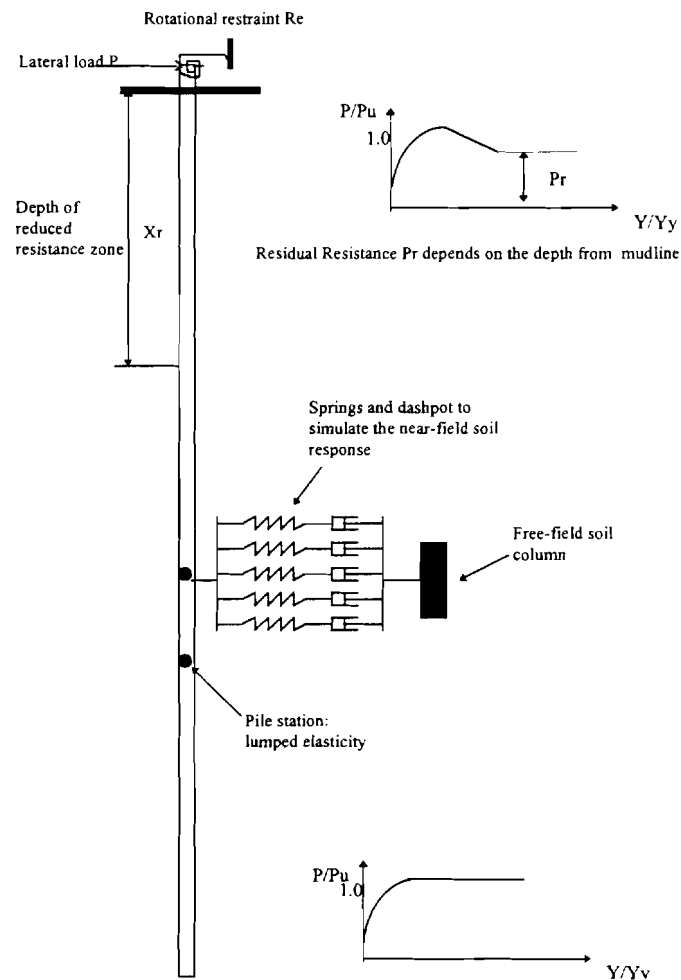 Rotational restraint Re
Lateral load P
P/Pu
1.0
Pr
Y/Yy
Depth of
reduced
resistance zone
Xr
Residual Resistance Pr depends on the depth from mudline
Springs and dashpot to
simulate the near-field soil
response
Free-field soil
column
Pile station:
lumped elasticity
P/Pu
1.0
Y/Yy